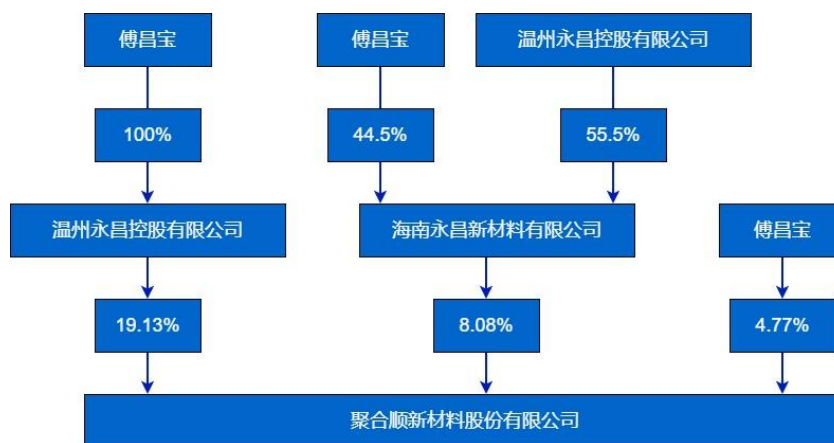 傅昌宝
傅昌宝
温州永昌控股有限公司
100%
44.5%
55.5%
温州永昌控股有限公司
海南永昌新材料有限公司
傅昌宝
19.13%
8.08%
4.77%
聚合顺新材料股份有限公司